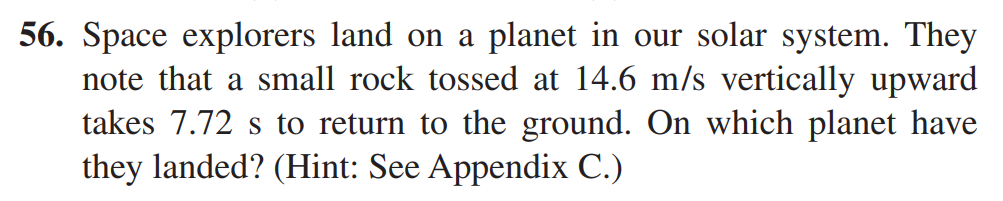 56. Space explorers land on a planet in our solar system. They
note that a small rock tossed at 14.6 m/s vertically upward
takes 7.72 s to return to the ground. On which planet have
they landed? (Hint: See Appendix C.)